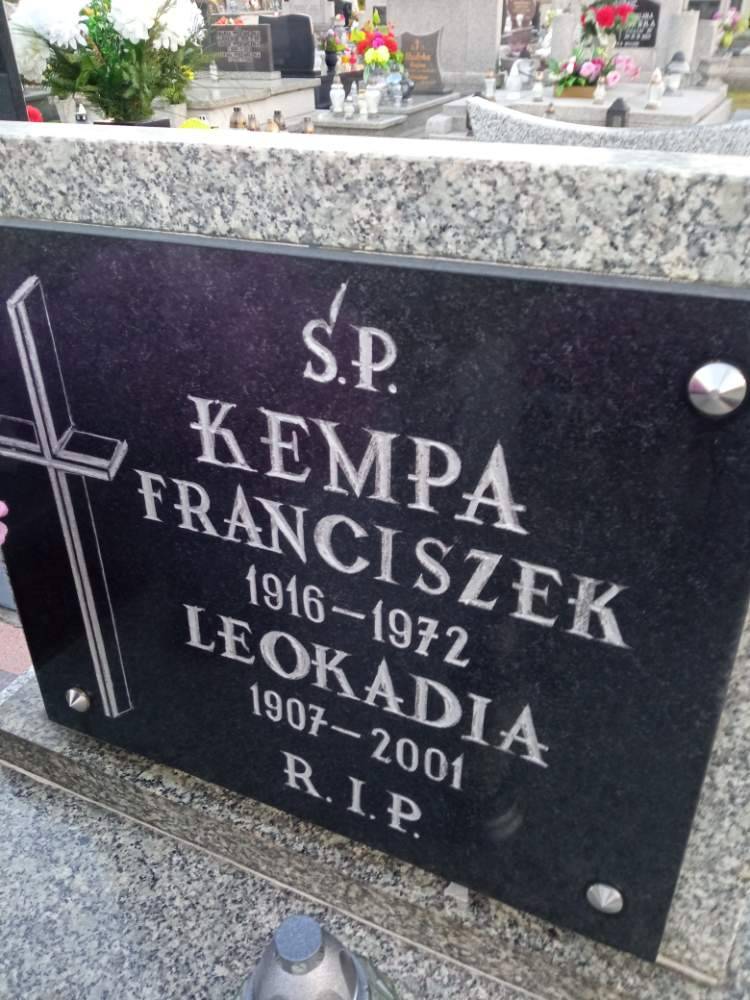 Ś.P.
KEMPA
FRANCISZEK
1916–1972
LEOKADIA
1907–2001
R.I.P.